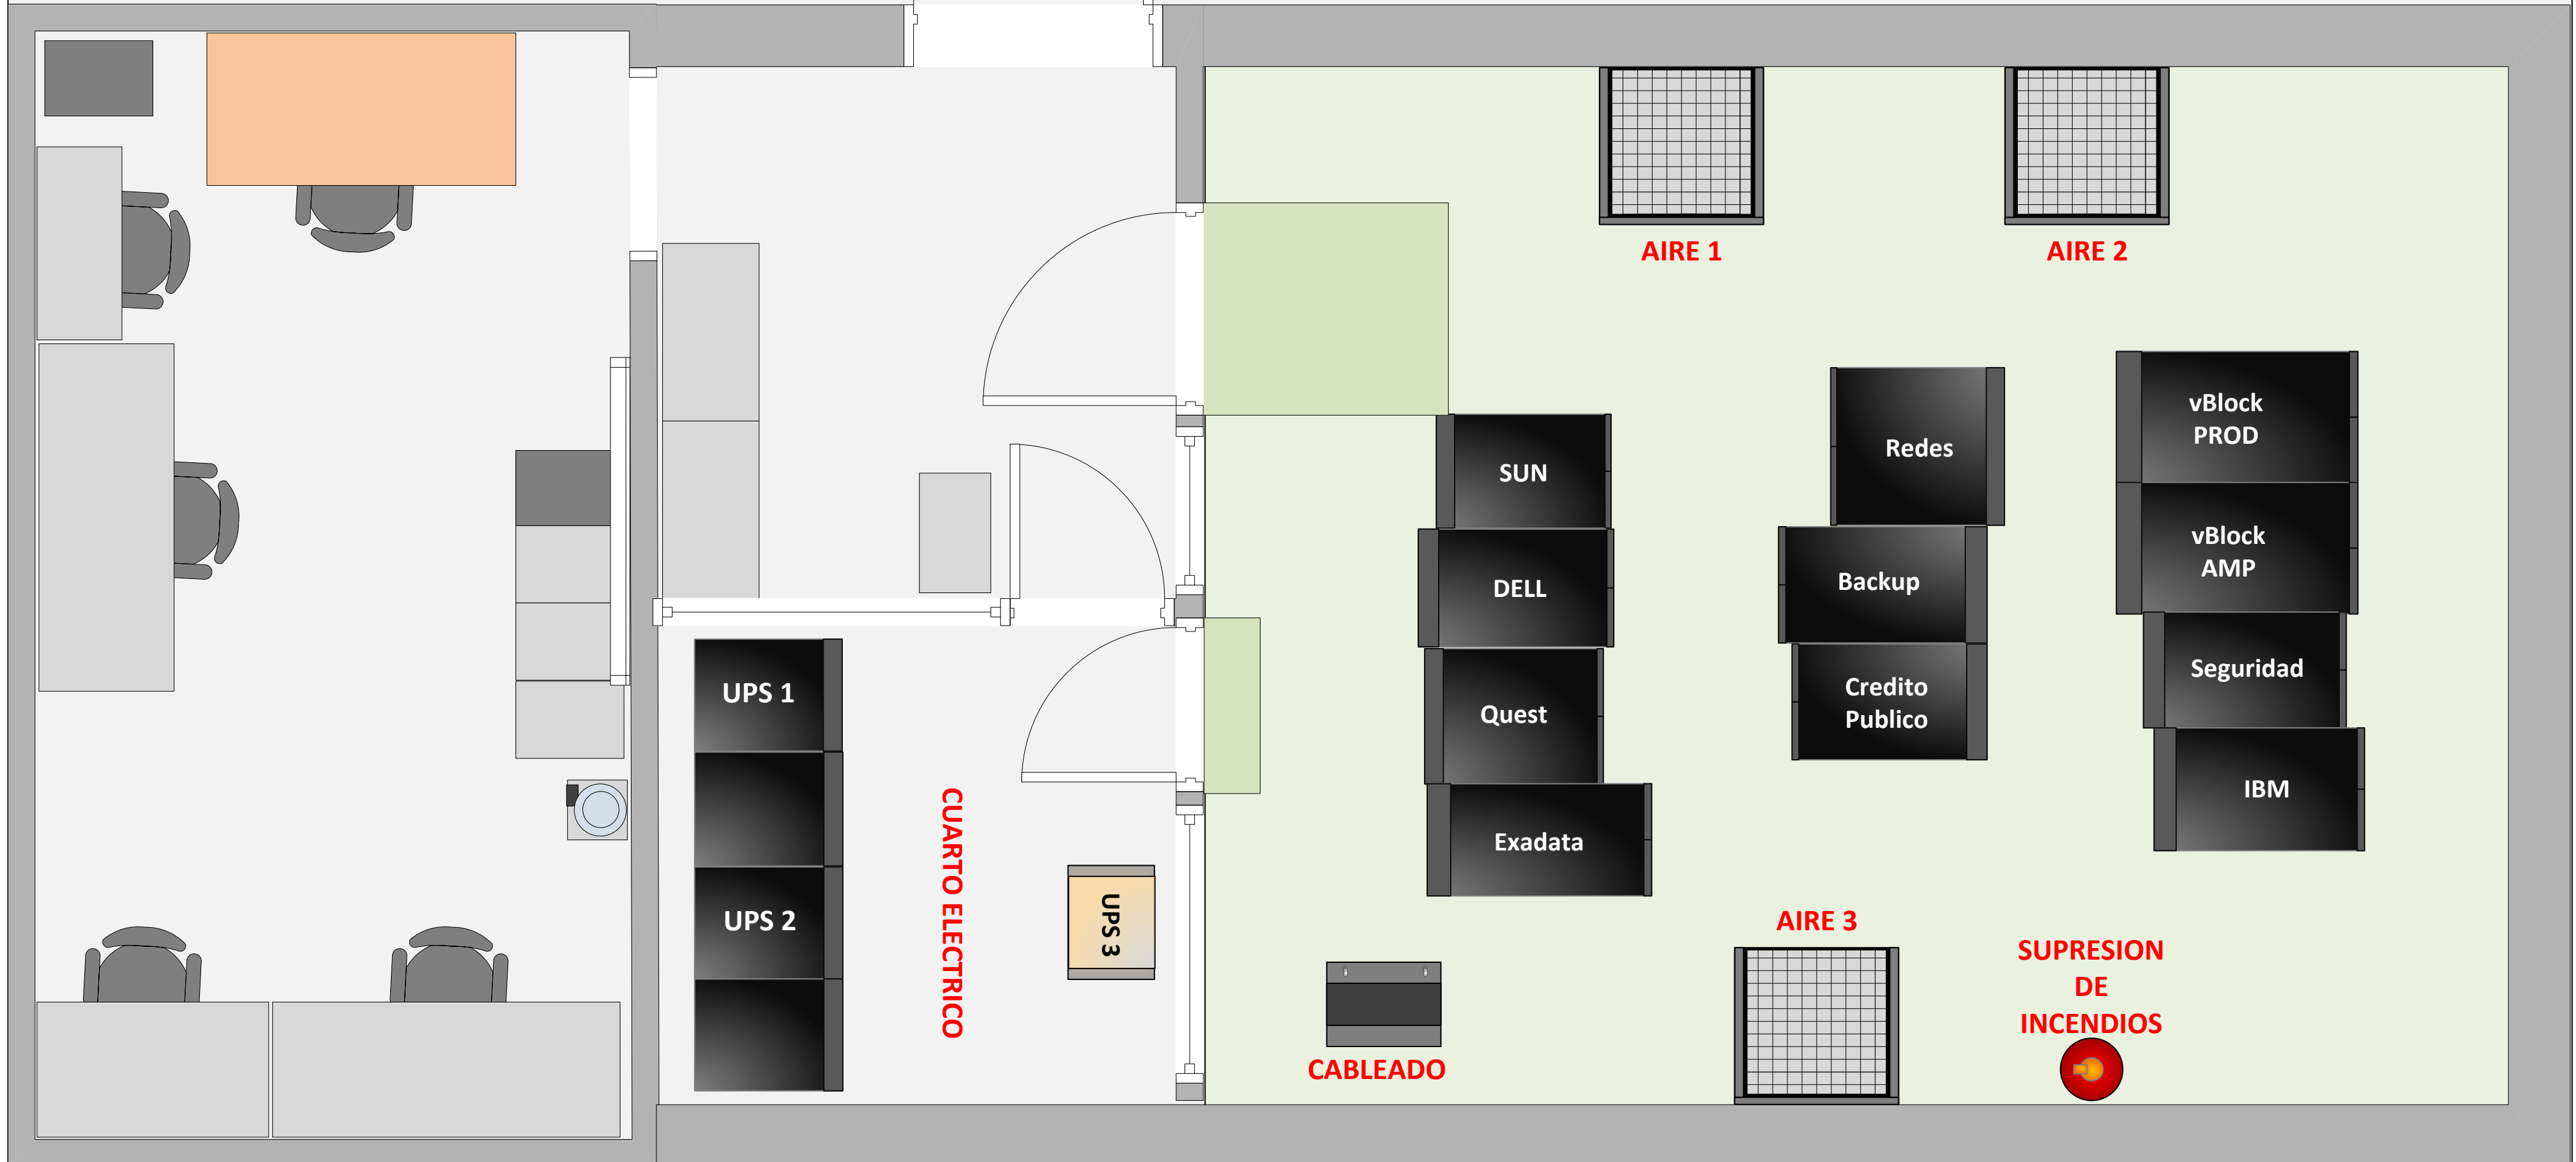 AIRE 1
AIRE 2
vBlock
PROD
Redes
SUN
vBlock
AMP
Backup
DELL
Seguridad
Credito
Publico
Quest
UPS 1
IBM
Exadata
CUARTO ELECTRICO
UPS 2
UPS 3
AIRE 3
SUPRESION
DE
INCENDIOS
CABLEADO